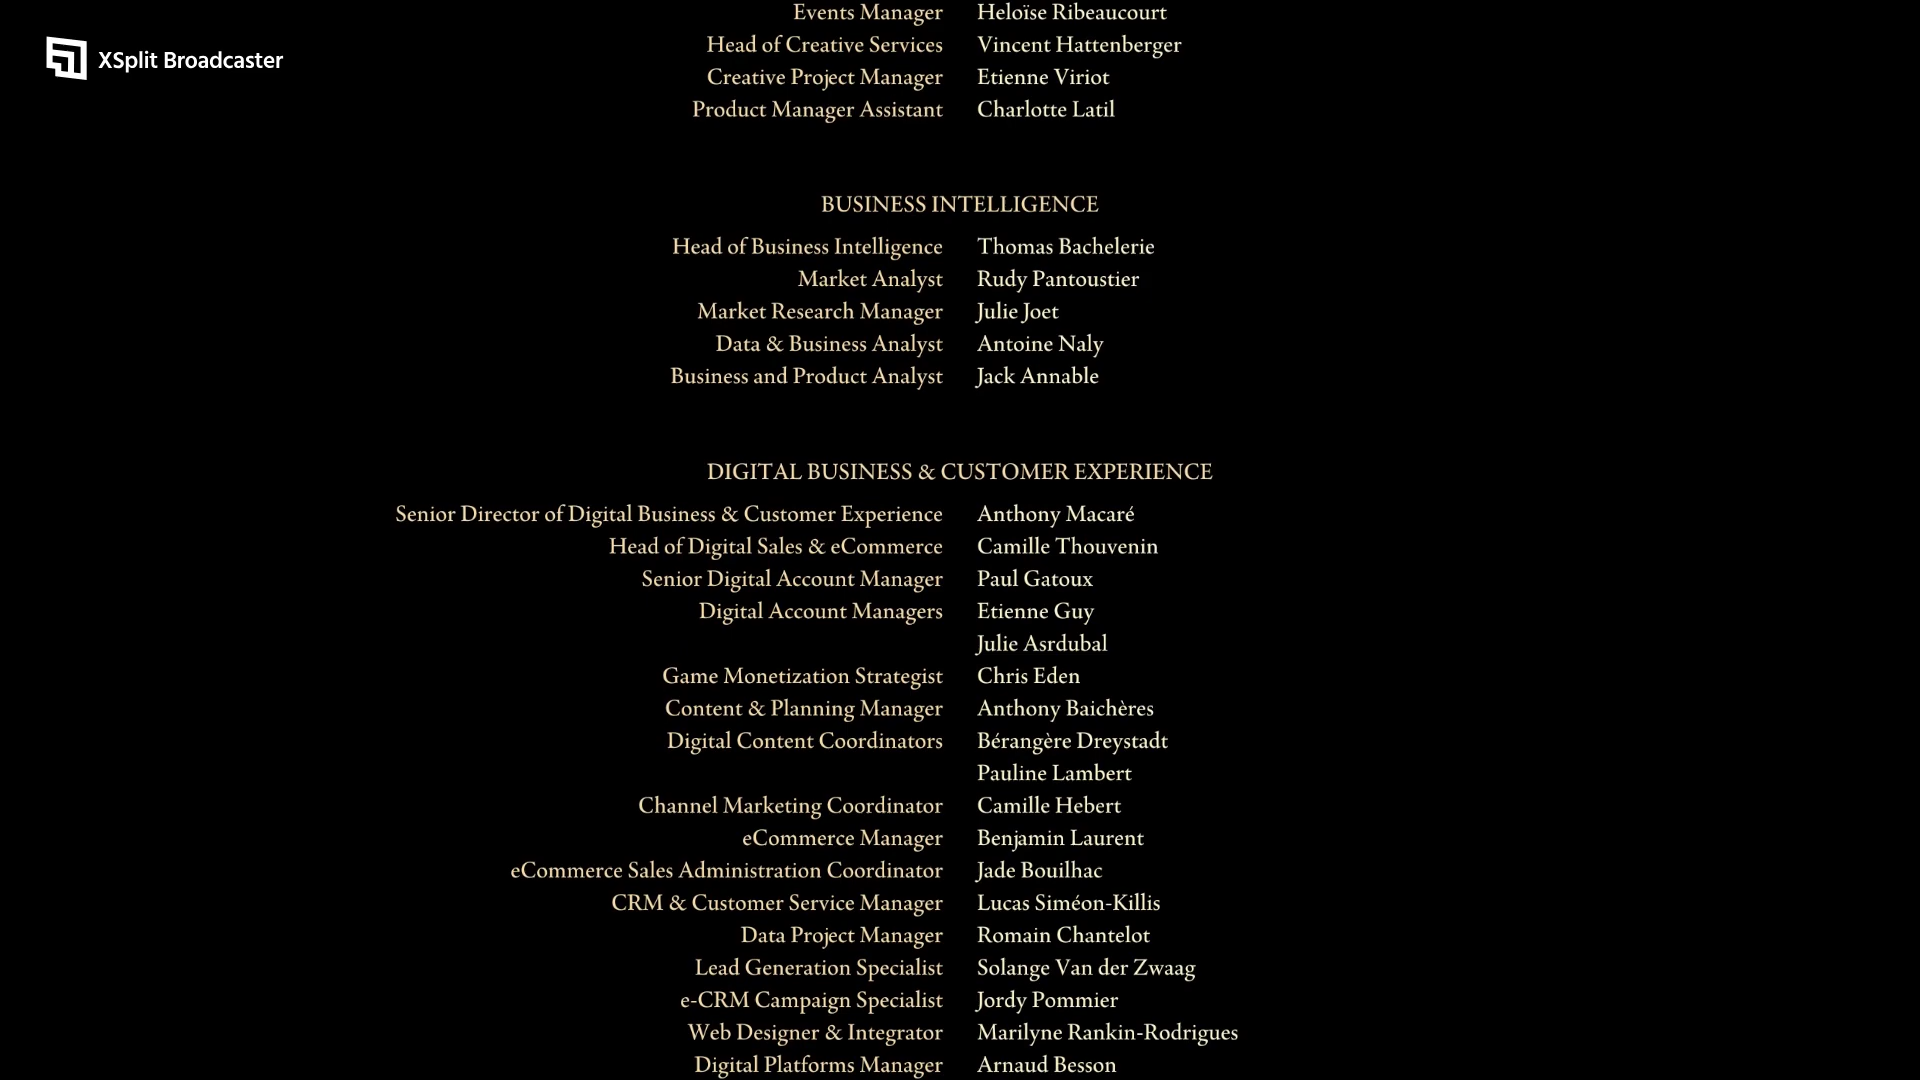 Events Manager Heloïse Ribeaucourt
XSplit Broadcaster
Head of Creative Services Vincent Hattenberger
Creative Project Manager Etienne Viriot
Product Manager Assistant Charlotte Latil
BUSINESS INTELLIGENCE
Head of Business Intelligence Thomas Bachelerie
Market Analyst Rudy Pantoustier
Market Research Manager Julie Joet
Data & Business Analyst Antoine Naly
Business and Product Analyst Jack Annable
DIGITAL BUSINESS & CUSTOMER EXPERIENCE
Senior Director of Digital Business & Customer Experience Anthony Macaré
Head of Digital Sales & eCommerce Camille Thouvenin
Senior Digital Account Manager Paul Gatoux
Digital Account Managers Etienne Guy
Julie Asrdubal
Game Monetization Strategist Chris Eden
Content & Planning Manager Anthony Baichères
Digital Content Coordinators Bérangère Dreystadt
Pauline Lambert
Channel Marketing Coordinator Camille Hebert
eCommerce Manager Benjamin Laurent
eCommerce Sales Administration Coordinator Jade Bouilhac
CRM & Customer Service Manager Lucas Siméon-Killis
Data Project Manager Romain Chantelot
Lead Generation Specialist Solange Van der Zwaag
e-CRM Campaign Specialist Jordy Pommier
Web Designer & Integrator Marilyne Rankin-Rodrigues
Digital Platforms Manager Arnaud Besson